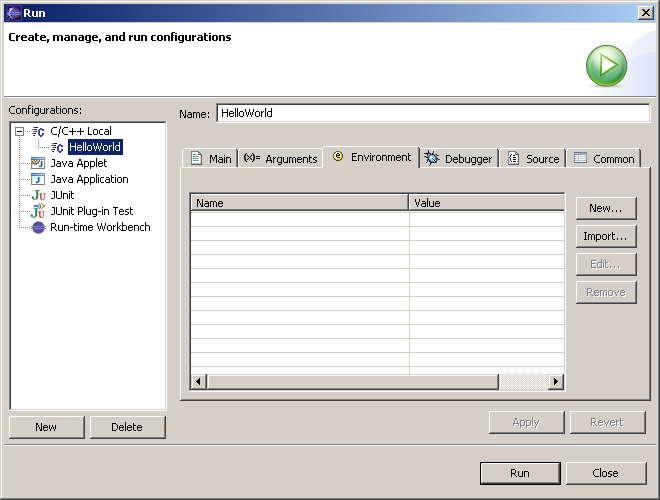 Run
Create, manage, and run configurations
Configurations:
C/C++ Local
HelloWorld
Java Applet
Java Application
JUnit
JUnit Plug-in Test
Run-time Workbench
New Delete
Name: HelloWorld
Main (x)= Arguments Environment Debugger Source Common
Name Value
New...
Import...
Edit...
Remove
Apply Revert
Run Close